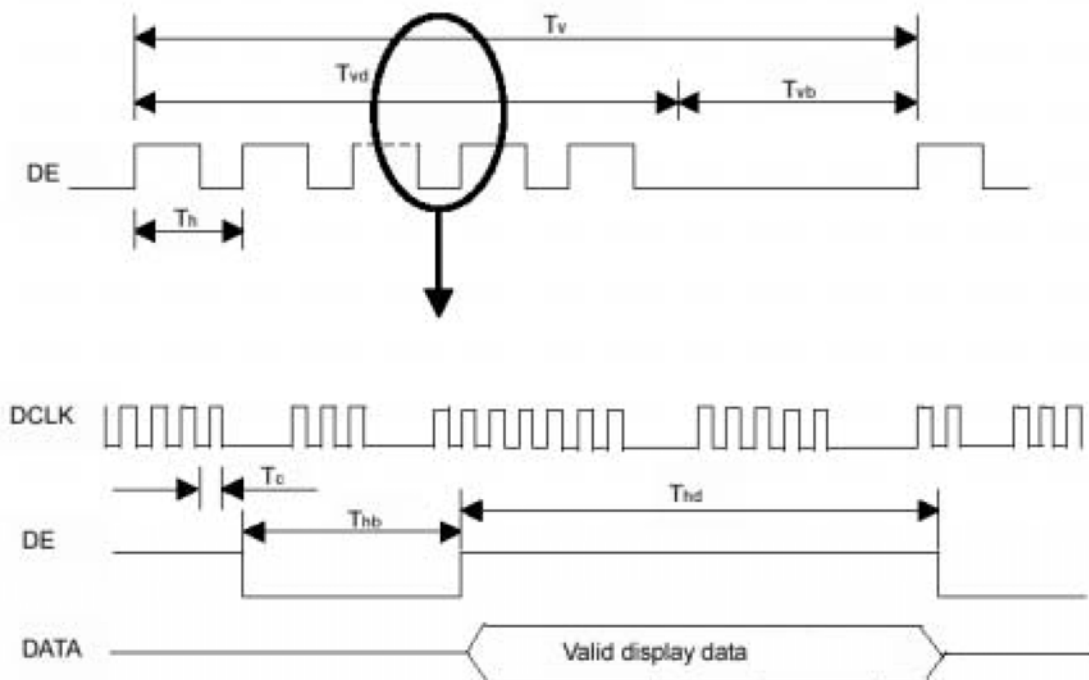 Tv
Tvd
Tvb
DE
Th
DCLK
Tc
Thd
Thb
DE
DATA
Valid display data